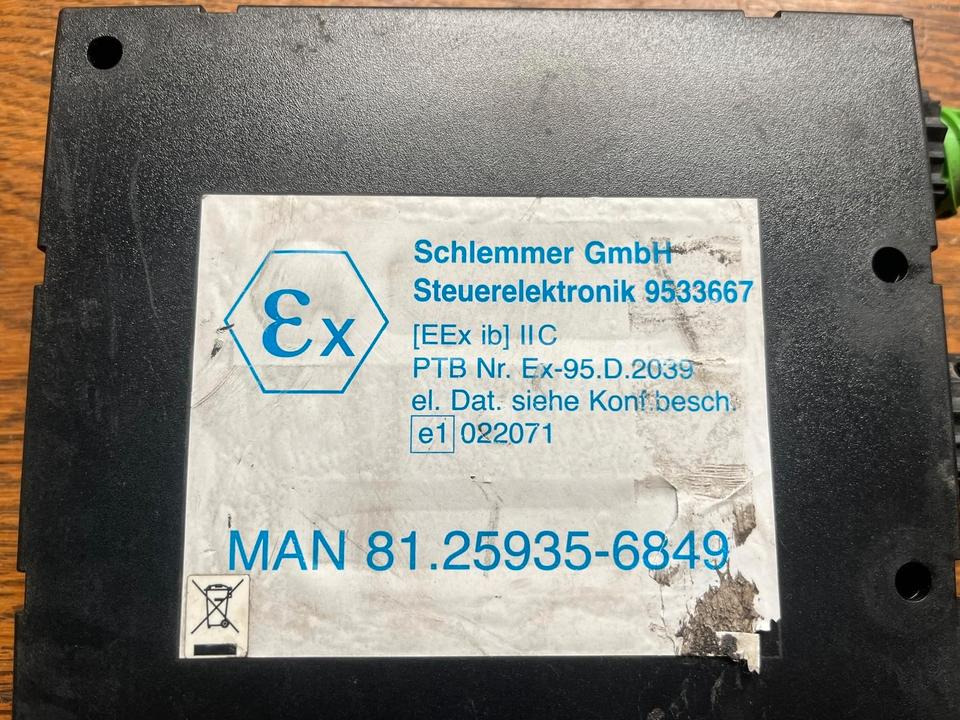 εx
Schlemmer GmbH
Steuerelektronik 9533667
[EEx ib] IIC
PTB Nr. Ex-95.D.2039
el. Dat. siehe Konf.besch.
e1 022071
MAN 81.25935-6849